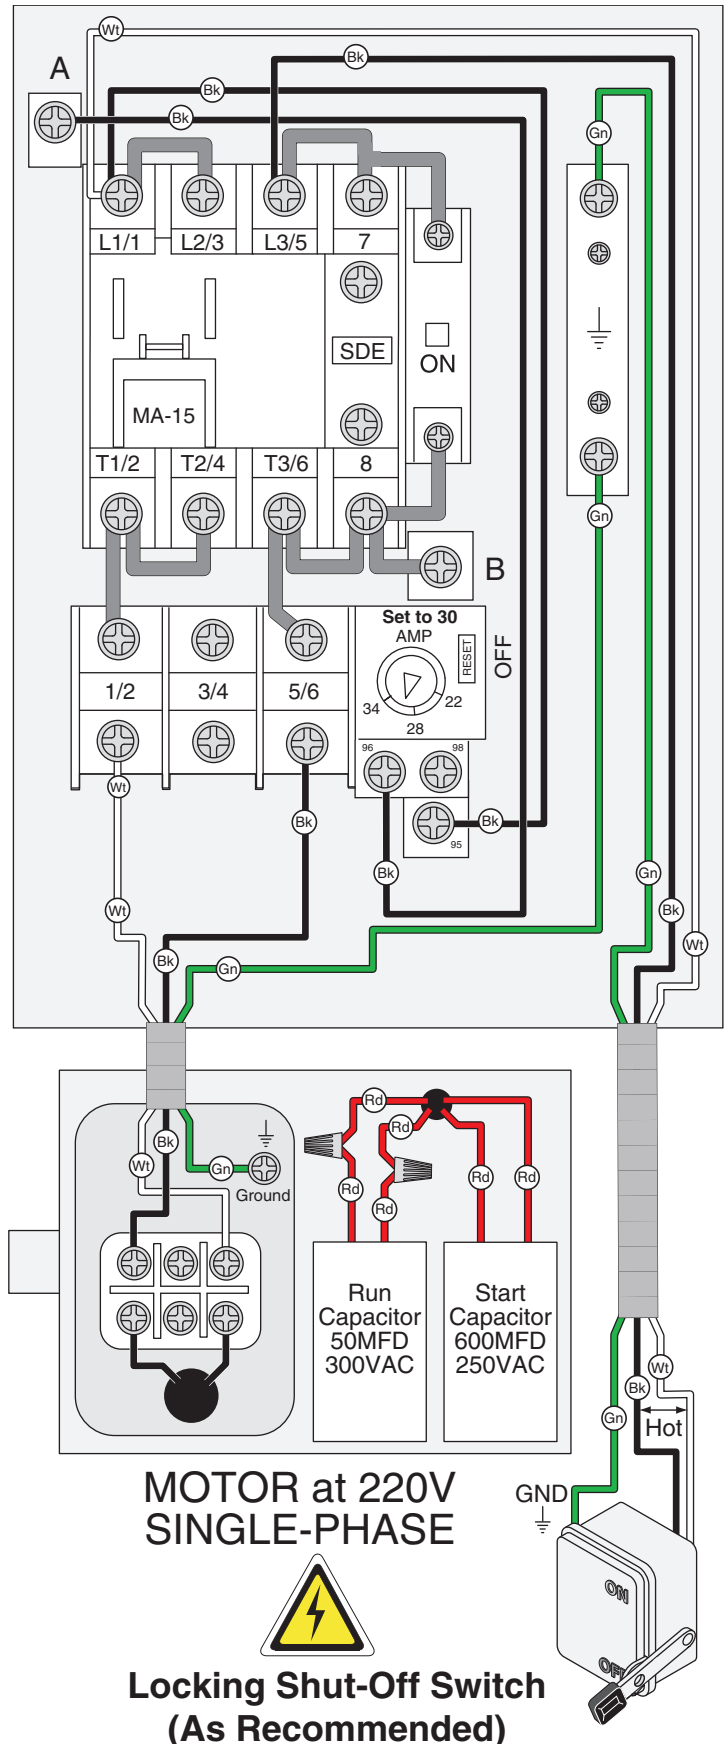 Wt
A
Bk
Bk
Bk
Gn
L1/1 L2/3 L3/5 7
SDE
ON
MA-15
T1/2 T2/4 T3/6 8
Gn
B
Set to 30
AMP
RESET
OFF
34 22
28
1/2 3/4 5/6
96 98
Wt
Bk
Bk
95
Bk
Gn
Wt
Bk
Wt
Bk
Gn
Rd
Bk
Rd
Wt
Gn
Ground
Rd
Rd
Rd
Rd
Run
Capacitor
50MFD
300VAC
Start
Capacitor
600MFD
250VAC
Wt
Bk
Gn
Hot
MOTOR at 220V
SINGLE-PHASE
GND
ON
OFF
Locking Shut-Off Switch
(As Recommended)